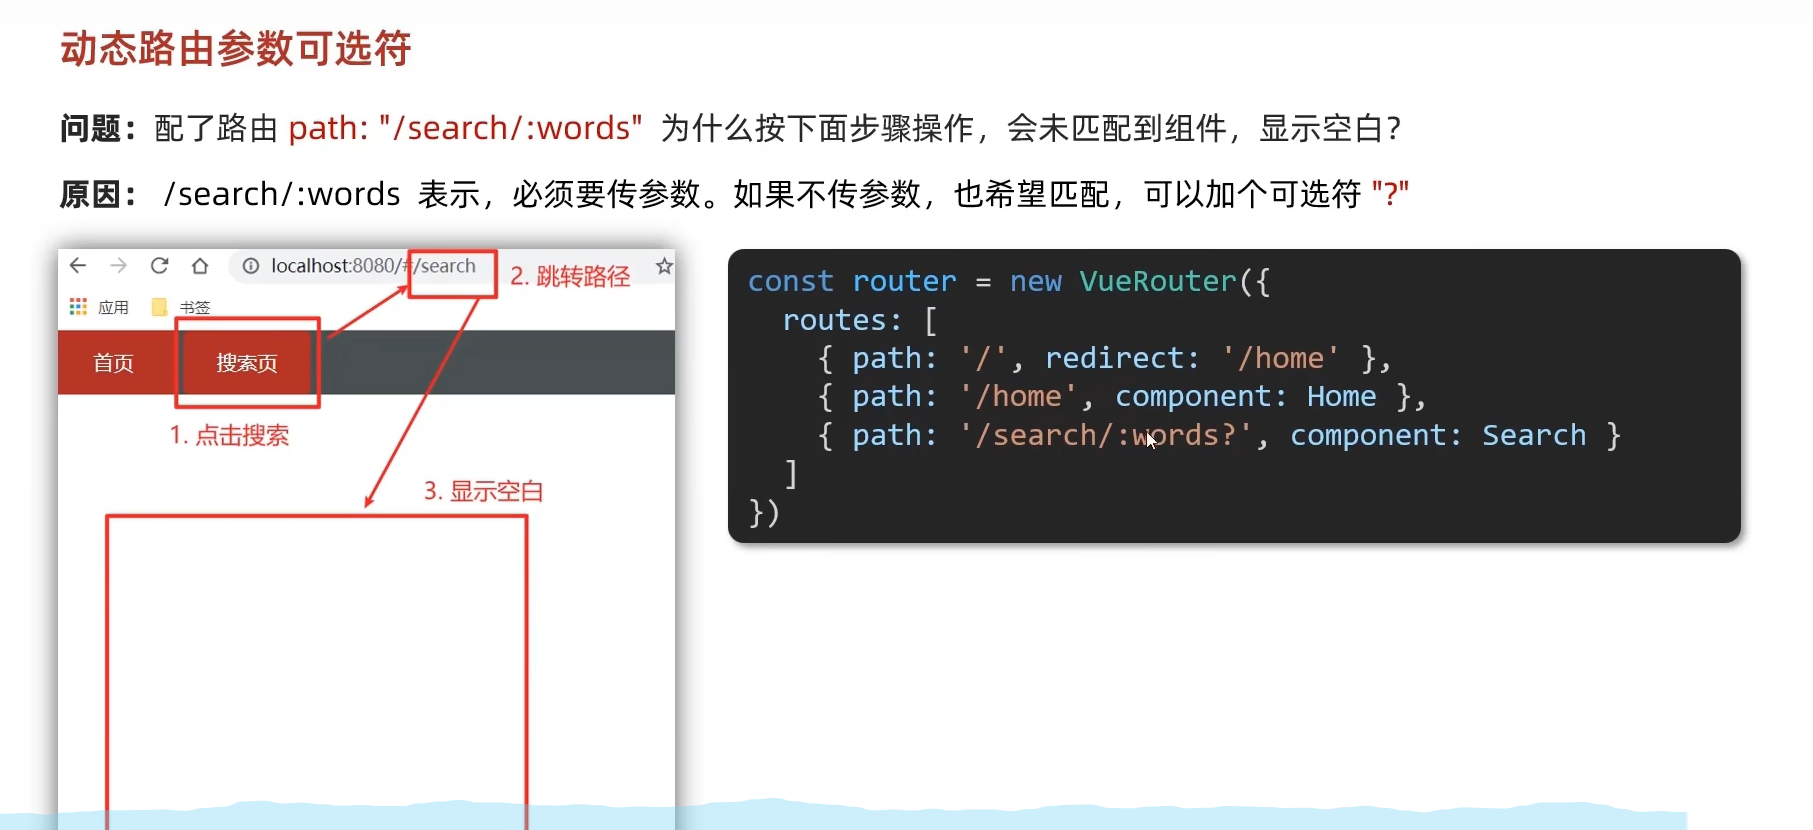 动态路由参数可选符
问题：配了路由 path: "/search/:words" 为什么按下面步骤操作，会未匹配到组件，显示空白？
原因： /search/:words 表示，必须要传参数。如果不传参数，也希望匹配，可以加个可选符 "?"
localhost:8080/#/search
2. 跳转路径
应用 书签
首页 搜索页
1. 点击搜索
3. 显示空白
const router = new VueRouter({
routes: [
{ path: '/', redirect: '/home' },
{ path: '/home', component: Home },
{ path: '/search/:words?', component: Search }
]
})